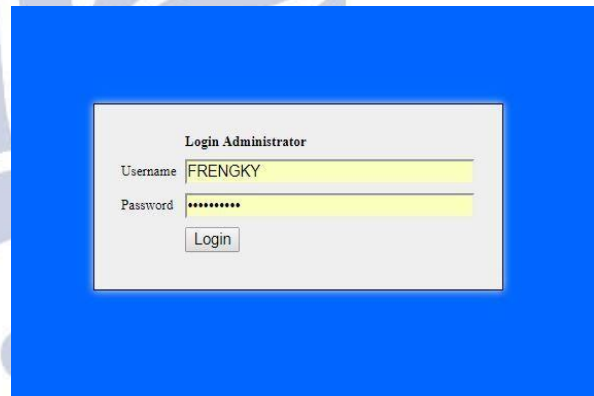 Login Administrator
Username FRENGKY
Password ••••••••••
Login